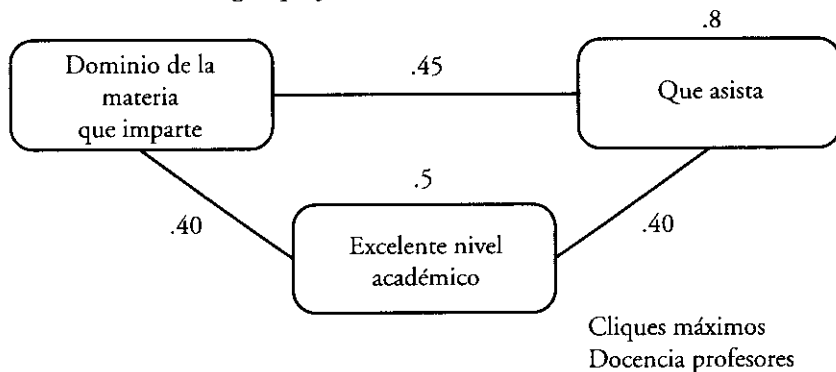 .8
Dominio de la
materia
que imparte
.45
Que asista
.5
.40
Excelente nivel
académico
.40
Cliques máximos
Docencia profesores